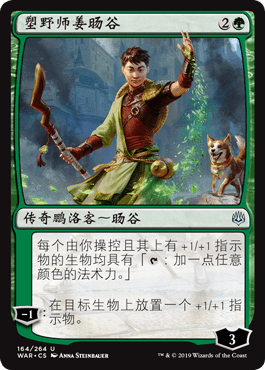 塑野师姜旸谷 2
传奇鹏洛客～旸谷
每个由你操控且其上有 +1/+1 指示
物的生物均具有「：加一点任意
颜色的法术力。」
-1：在目标生物上放置一个 +1/+1 指
示物。
3
164/264 U
WAR • CS Anna Steinbauer
™ & © 2019 Wizards of the Coast